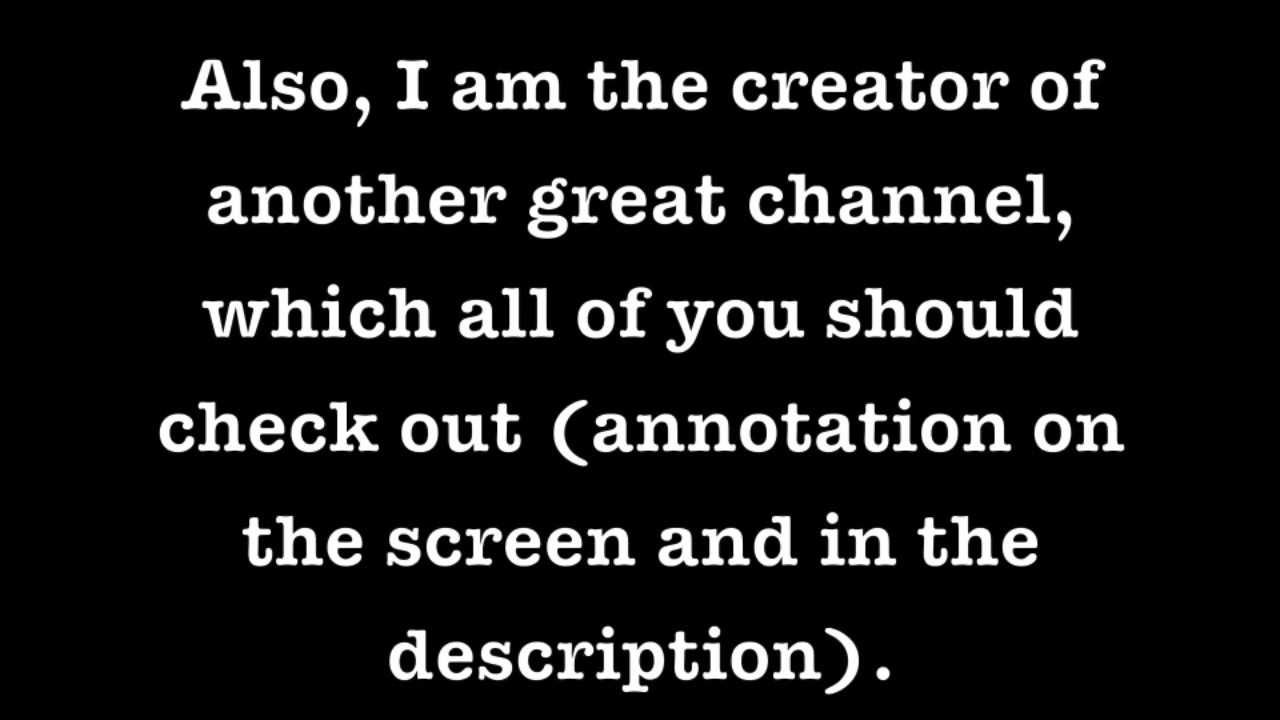 Also, I am the creator of
another great channel,
which all of you should
check out (annotation on
the screen and in the
description).